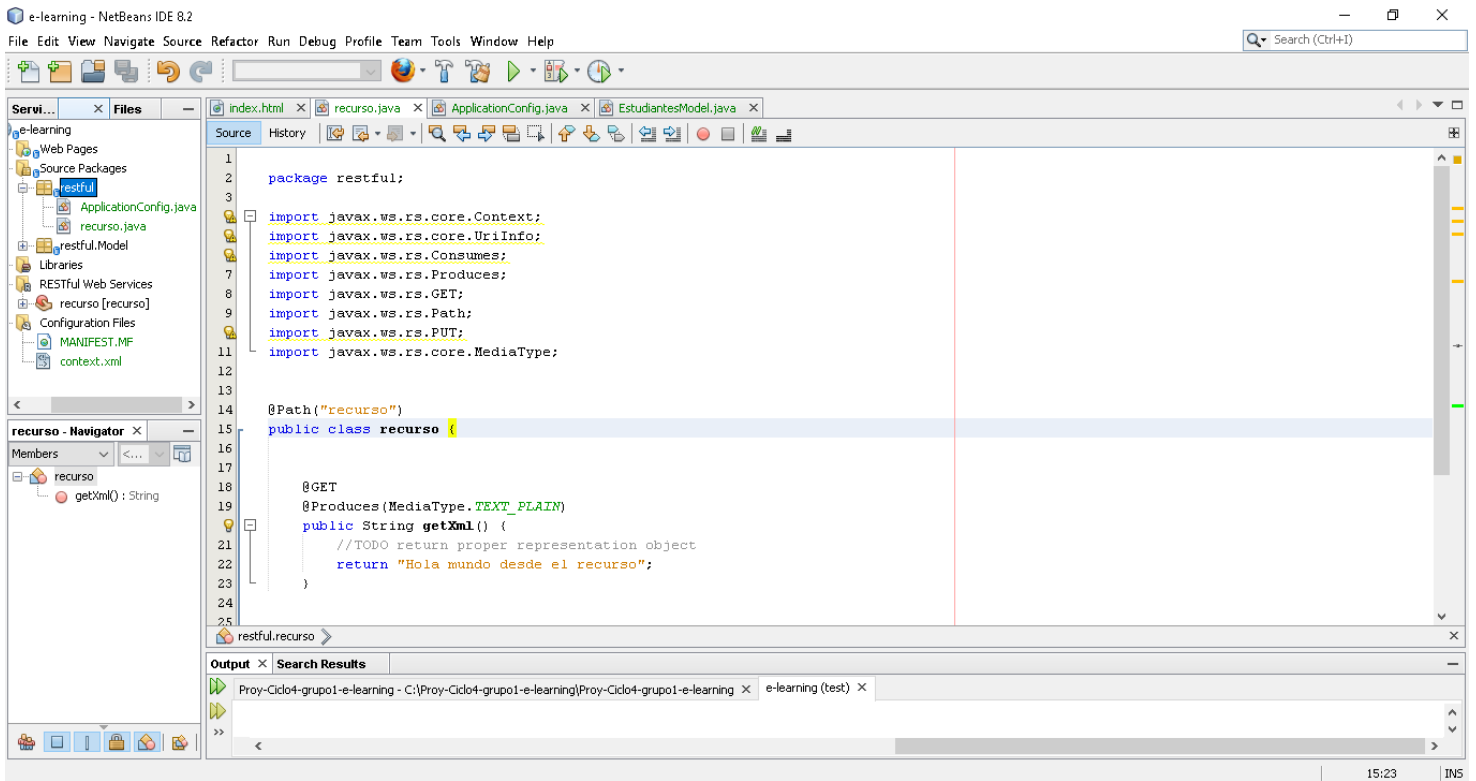 e-learning - NetBeans IDE 8.2
File Edit View Navigate Source Refactor Run Debug Profile Team Tools Window Help
Search (Ctrl+I)
Servi... Files
e-learning
Web Pages
Source Packages
restful
ApplicationConfig.java
recurso.java
restful.Model
Libraries
RESTful Web Services
recurso [recurso]
Configuration Files
MANIFEST.MF
context.xml
recurso - Navigator
Members <...
recurso
getXml() : String
index.html recurso.java ApplicationConfig.java EstudiantesModel.java
Source History
1
2 package restful;
3
import javax.ws.rs.core.Context;
import javax.ws.rs.core.UriInfo;
import javax.ws.rs.Consumes;
7 import javax.ws.rs.Produces;
8 import javax.ws.rs.GET;
9 import javax.ws.rs.Path;
import javax.ws.rs.PUT;
11 import javax.ws.rs.core.MediaType;
12
13
14 @Path("recurso")
15 public class recurso {
16
17
18 @GET
19 @Produces(MediaType.TEXT_PLAIN)
public String getXml() {
21 //TODO return proper representation object
22 return "Hola mundo desde el recurso";
23 }
24
25
restful.recurso
Output Search Results
Proy-Ciclo4-grupo1-e-learning - C:\Proy-Ciclo4-grupo1-e-learning\Proy-Ciclo4-grupo1-e-learning e-learning (test)
15:23 INS